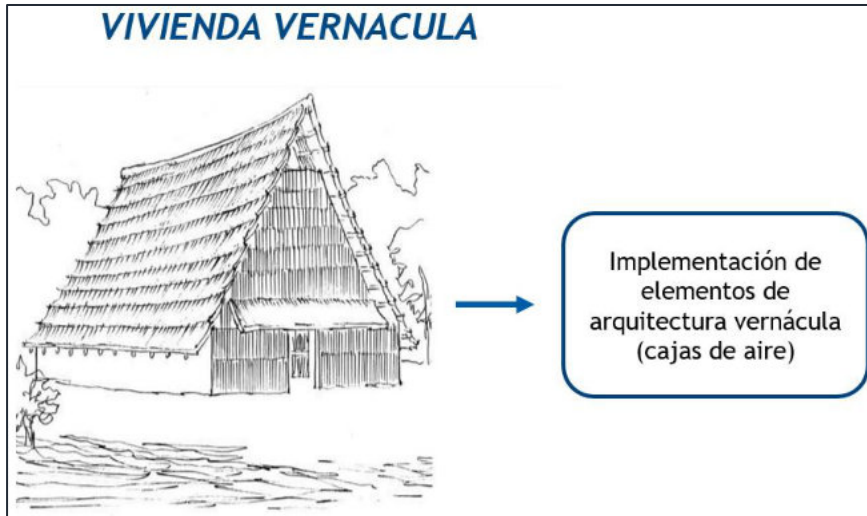 VIVIENDA VERNACULA
Implementación de
elementos de
arquitectura vernácula
(cajas de aire)